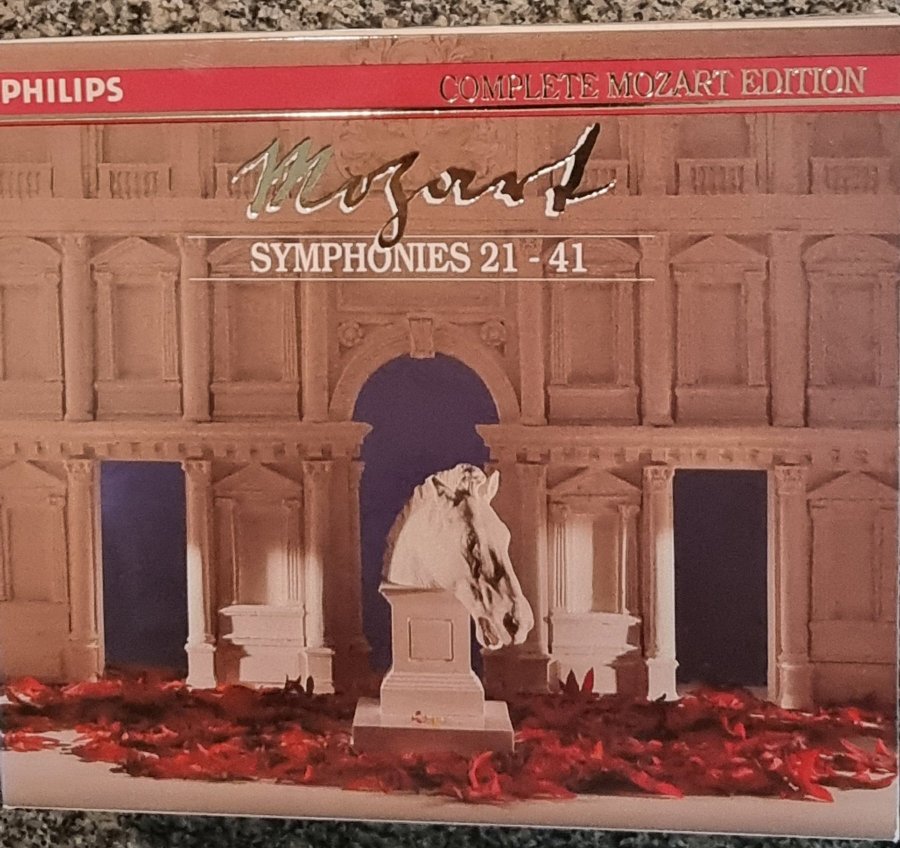 PHILIPS COMPLETE MOZART EDITION
Mozart
SYMPHONIES 21 - 41